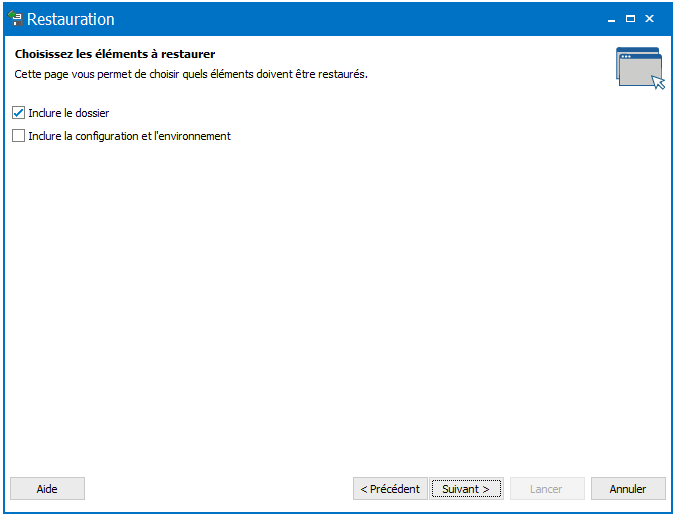 Restauration
Choisissez les éléments à restaurer
Cette page vous permet de choisir quels éléments doivent être restaurés.
Inclure le dossier
Inclure la configuration et l'environnement
Aide
< Précédent
Suivant >
Lancer
Annuler